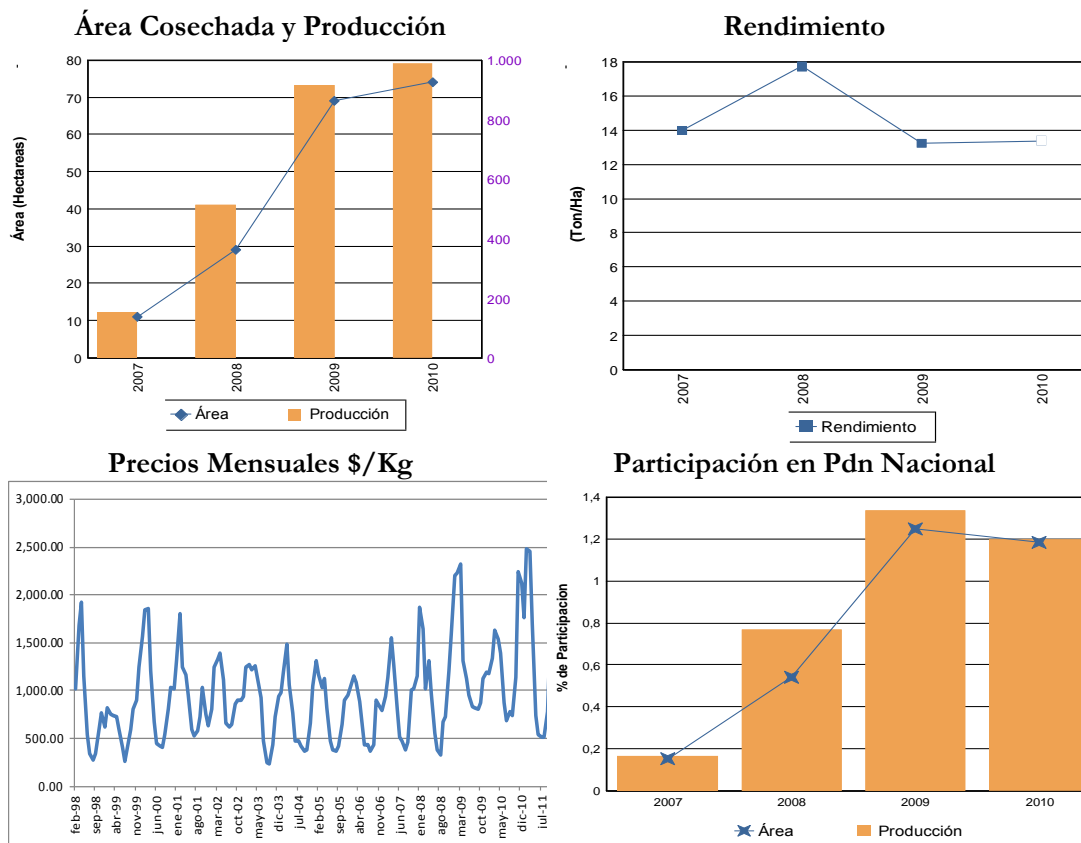 Área Cosechada y Producción
Área (Hectareas)
80
70
60
50
40
30
20
10
0
1.000
800
600
400
200
0
2007
2008
2009
2010
Área
Producción
Rendimiento
(Ton/Ha)
18
16
14
12
10
8
6
4
2
0
2007
2008
2009
2010
Rendimiento
Precios Mensuales $/Kg
3,000.00
2,500.00
2,000.00
1,500.00
1,000.00
500.00
0.00
feb-98
sep-98
abr-99
nov-99
jun-00
ene-01
ago-01
mar-02
oct-02
may-03
dic-03
jul-04
feb-05
sep-05
abr-06
nov-06
jun-07
ene-08
ago-08
mar-09
oct-09
may-10
dic-10
jul-11
Participación en Pdn Nacional
% de Participacion
1,4
1,2
1
0,8
0,6
0,4
0,2
0
2007
2008
2009
2010
Área
Producción